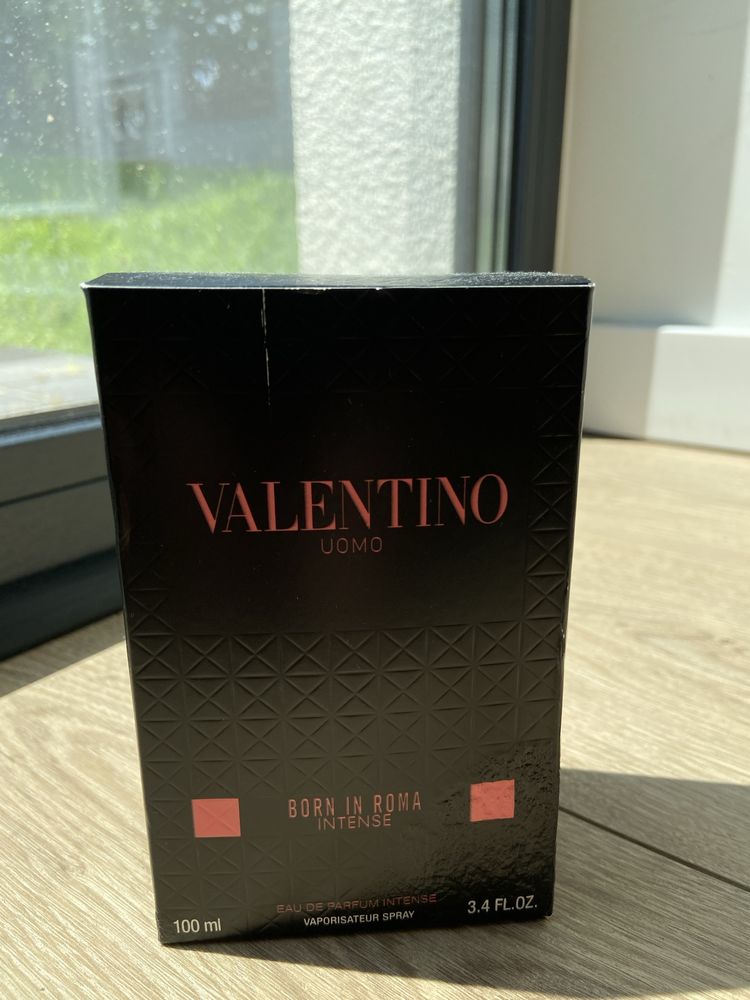 VALENTINO
UOMO
BORN IN ROMA
INTENSE
EAU DE PARFUM INTENSE
VAPORISATEUR SPRAY
100 ml
3.4 FL.OZ.